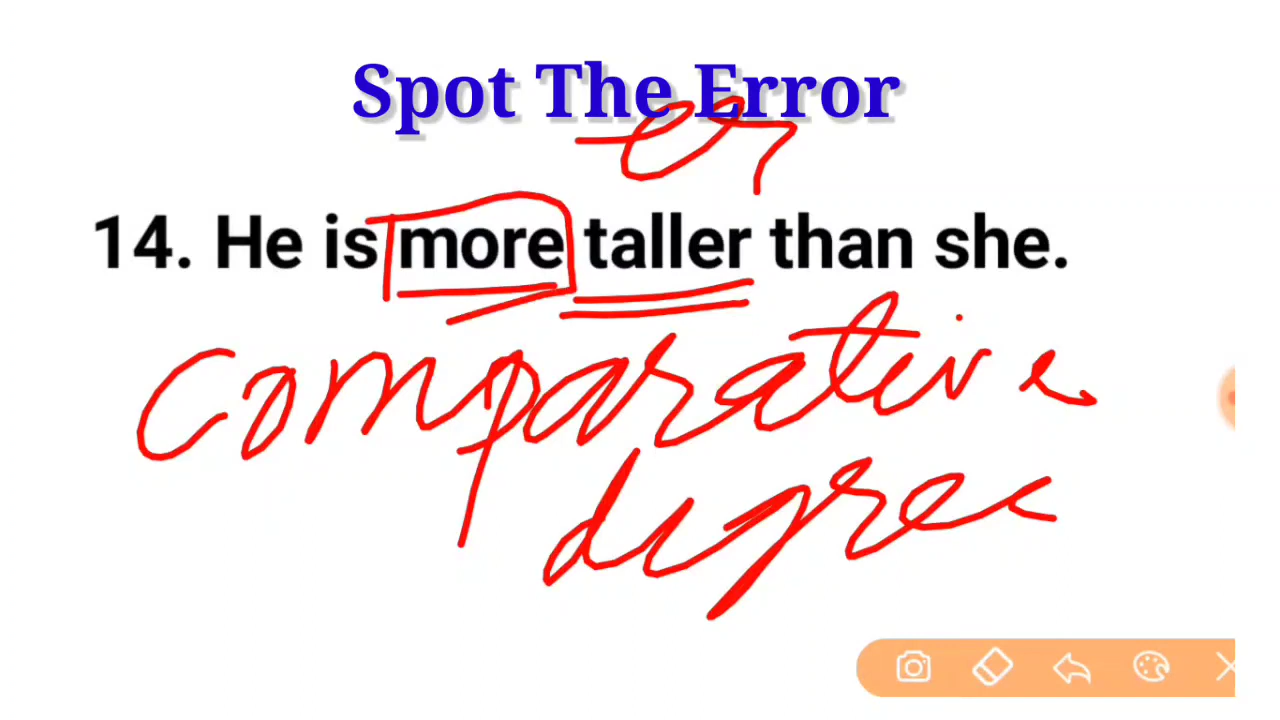 Spot The Error
-er
14. He is more taller than she.
comparative
degree